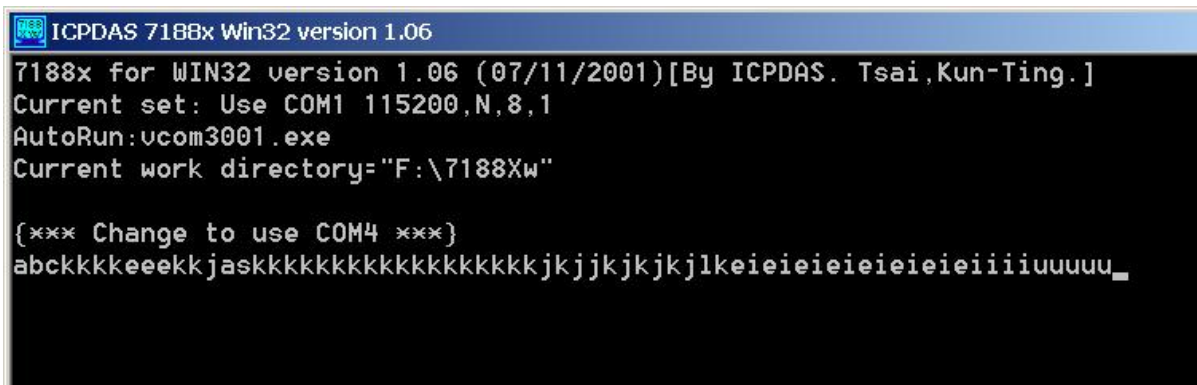 ICPDAS 7188x Win32 version 1.06
7188x for WIN32 version 1.06 (07/11/2001)[By ICPDAS. Tsai,Kun-Ting.]
Current set: Use COM1 115200,N,8,1
AutoRun:vcom3001.exe
Current work directory="F:\7188Xw"
{*** Change to use COM4 ***}
abckkkkeeekkjaskkkkkkkkkkkkkkkkkkjkjjkjkjkjlkeieieieieieieieiiiiuuuuu_